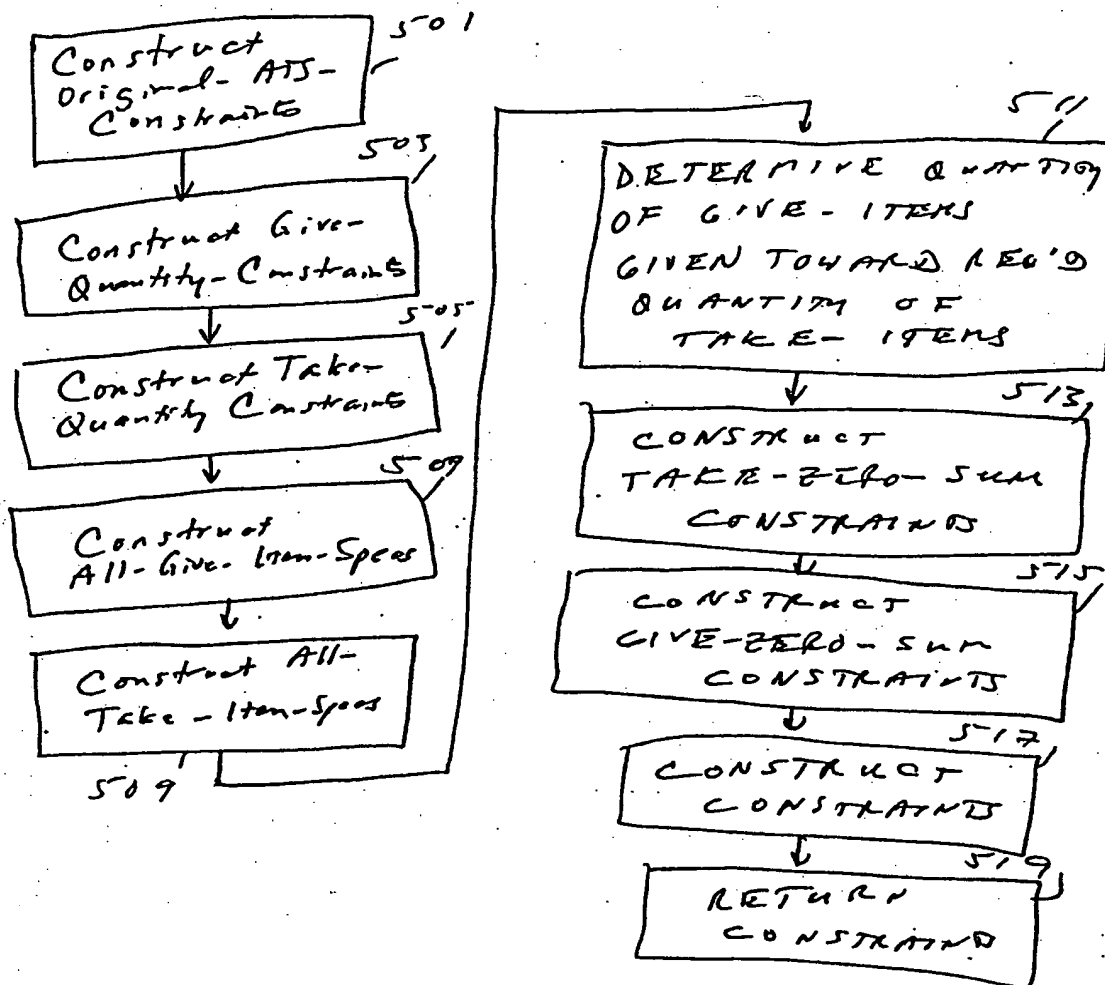 501
Construct
Original-ATS-
Constraints
503
Construct Give-
Quantity-Constraints
505
Construct Take-
Quantity Constraints
509
Construct
All-Give-Item-Specs
Construct All-
Take-Item-Specs
509
511
DETERMINE QUANTITY
OF GIVE-ITEMS
GIVEN TOWARD REQ'D
QUANTITY OF
TAKE-ITEMS
513
CONSTRUCT
TAKE-ZERO-SUM
CONSTRAINTS
515
CONSTRUCT
GIVE-ZERO-SUM
CONSTRAINTS
517
CONSTRUCT
CONSTRAINTS
519
RETURN
CONSTRAINTS